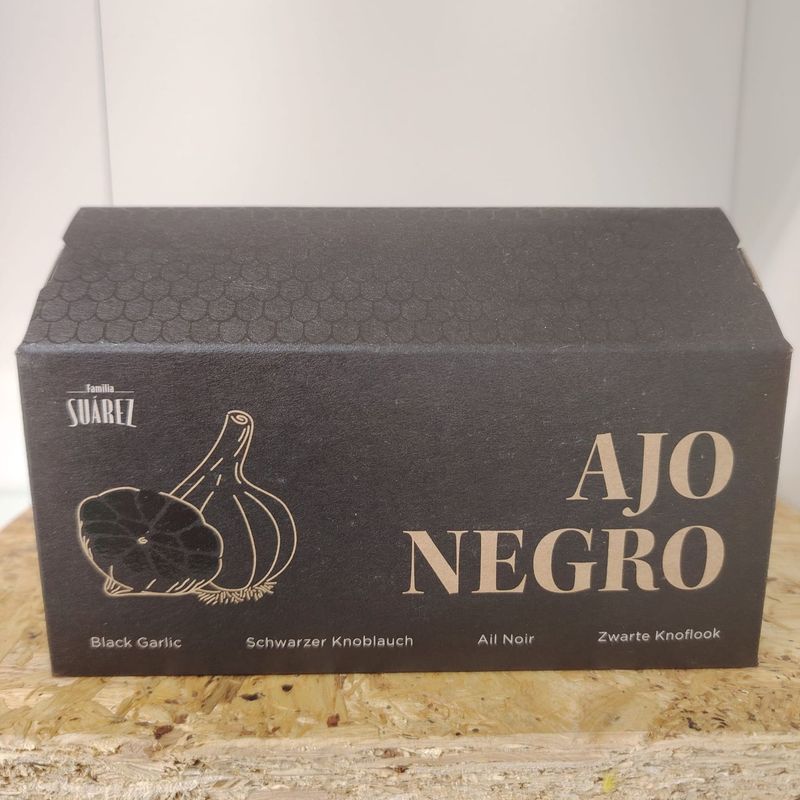 Familia
SUÁREZ
AJO
NEGRO
Black Garlic
Schwarzer Knoblauch
Ail Noir
Zwarte Knoflook